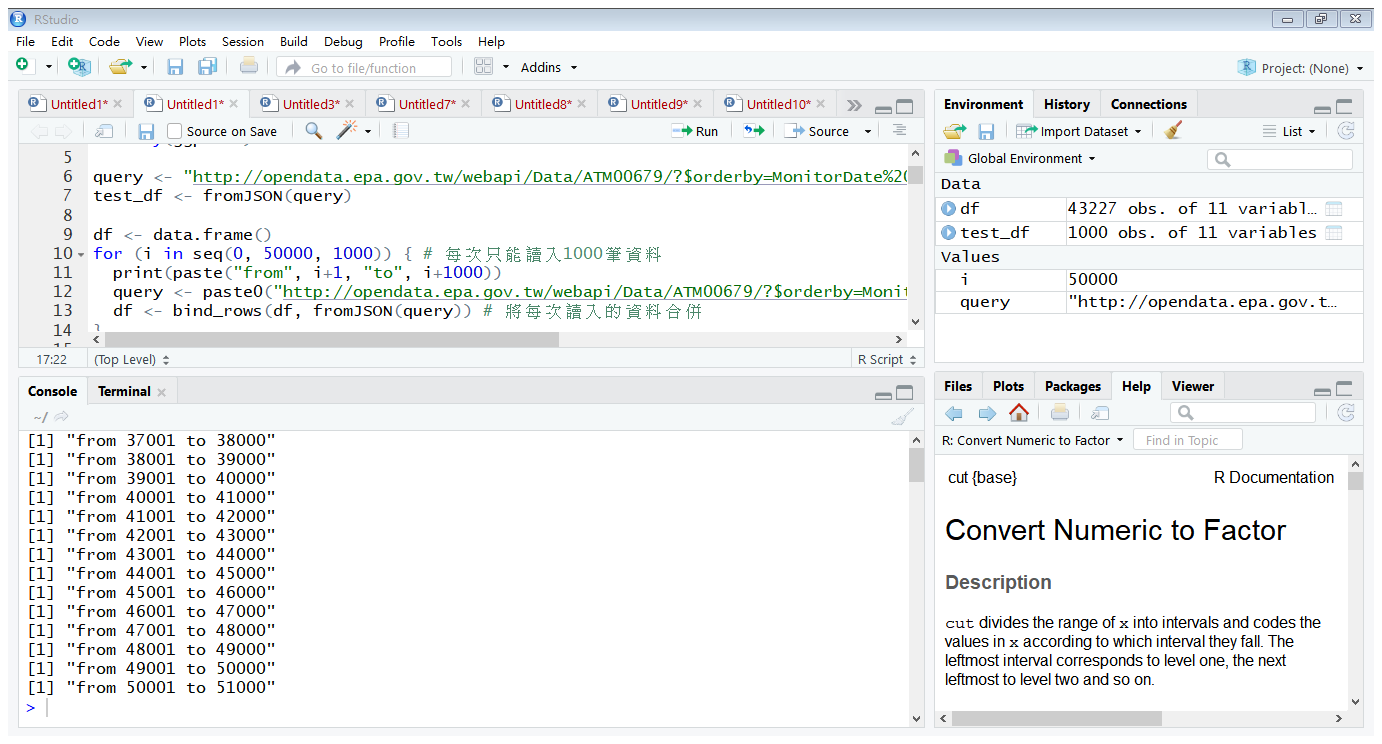 RStudio
File Edit Code View Plots Session Build Debug Profile Tools Help
Go to file/function
Addins
Project: (None)
Untitled1* Untitled1* Untitled3* Untitled7* Untitled8* Untitled9* Untitled10*
Source on Save Run Source
5
6 query <- "http://opendata.epa.gov.tw/webapi/Data/ATM00679/?$orderby=MonitorDate%20
7 test_df <- fromJSON(query)
8
9 df <- data.frame()
10 for (i in seq(0, 50000, 1000)) { # 每次只能讀入1000筆資料
11 print(paste("from", i+1, "to", i+1000))
12 query <- paste0("http://opendata.epa.gov.tw/webapi/Data/ATM00679/?$orderby=Monit
13 df <- bind_rows(df, fromJSON(query)) # 將每次讀入的資料合併
14 }
17:22 (Top Level) R Script
Console Terminal
~/
[1] "from 37001 to 38000"
[1] "from 38001 to 39000"
[1] "from 39001 to 40000"
[1] "from 40001 to 41000"
[1] "from 41001 to 42000"
[1] "from 42001 to 43000"
[1] "from 43001 to 44000"
[1] "from 44001 to 45000"
[1] "from 45001 to 46000"
[1] "from 46001 to 47000"
[1] "from 47001 to 48000"
[1] "from 48001 to 49000"
[1] "from 49001 to 50000"
[1] "from 50001 to 51000"
>
Environment History Connections
Import Dataset List
Global Environment
Data
df 43227 obs. of 11 variabl…
test_df 1000 obs. of 11 variables
Values
i 50000
query "http://opendata.epa.gov.t…
Files Plots Packages Help Viewer
R: Convert Numeric to Factor Find in Topic
cut {base} R Documentation
Convert Numeric to Factor
Description
cut divides the range of x into intervals and codes the
values in x according to which interval they fall. The
leftmost interval corresponds to level one, the next
leftmost to level two and so on.